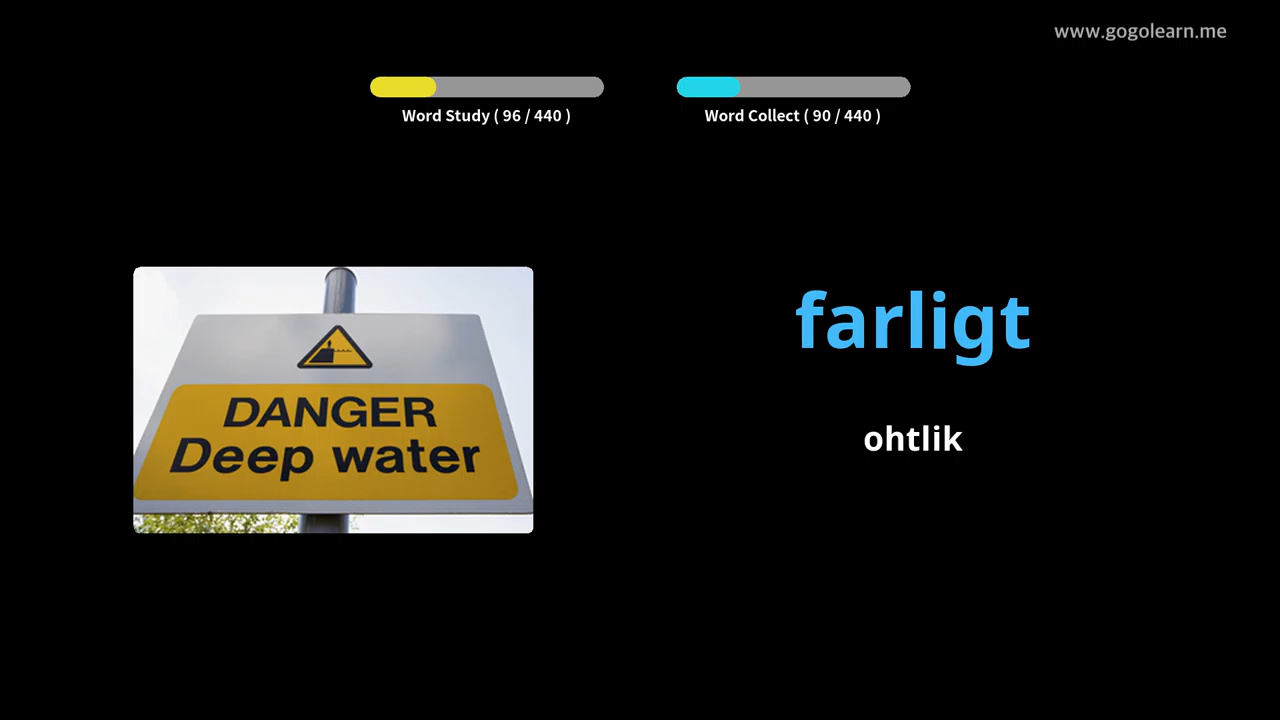 www.gogolearn.me
Word Study ( 96 / 440 )
Word Collect ( 90 / 440 )
DANGER
Deep water
farligt
ohtlik